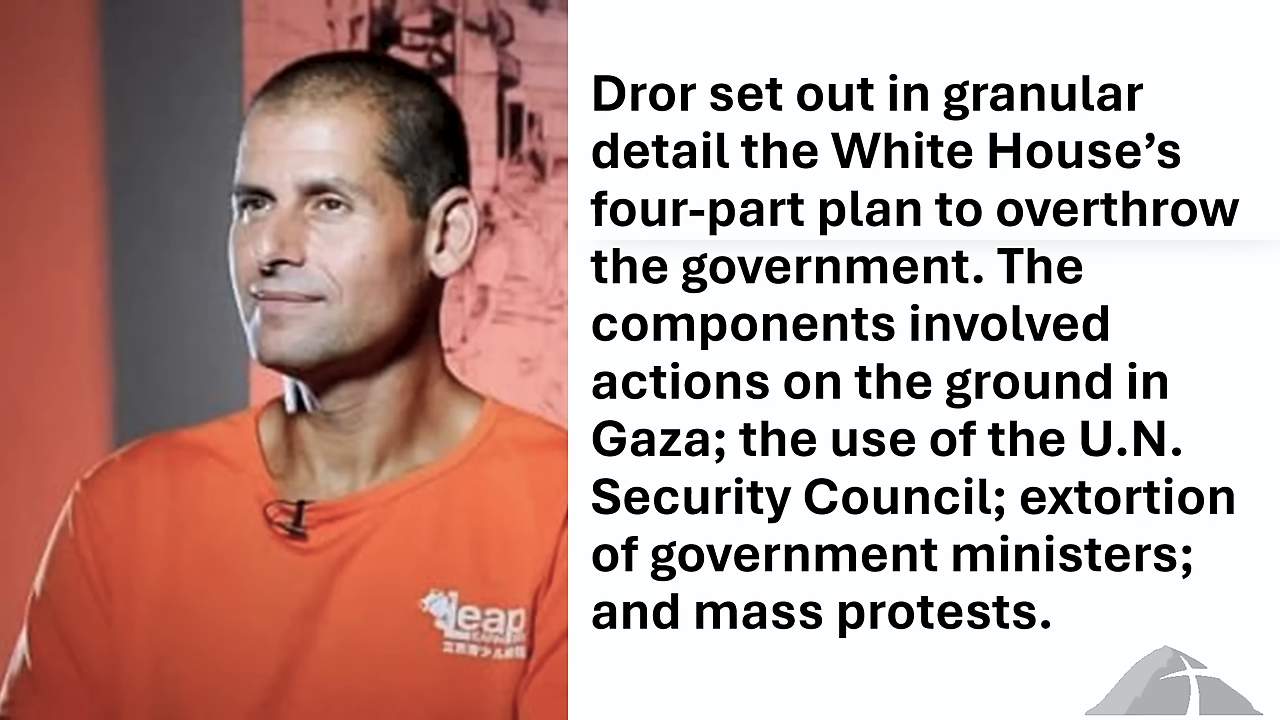 Dror set out in granular
detail the White House’s
four-part plan to overthrow
the government. The
components involved
actions on the ground in
Gaza; the use of the U.N.
Security Council; extortion
of government ministers;
and mass protests.
Leap